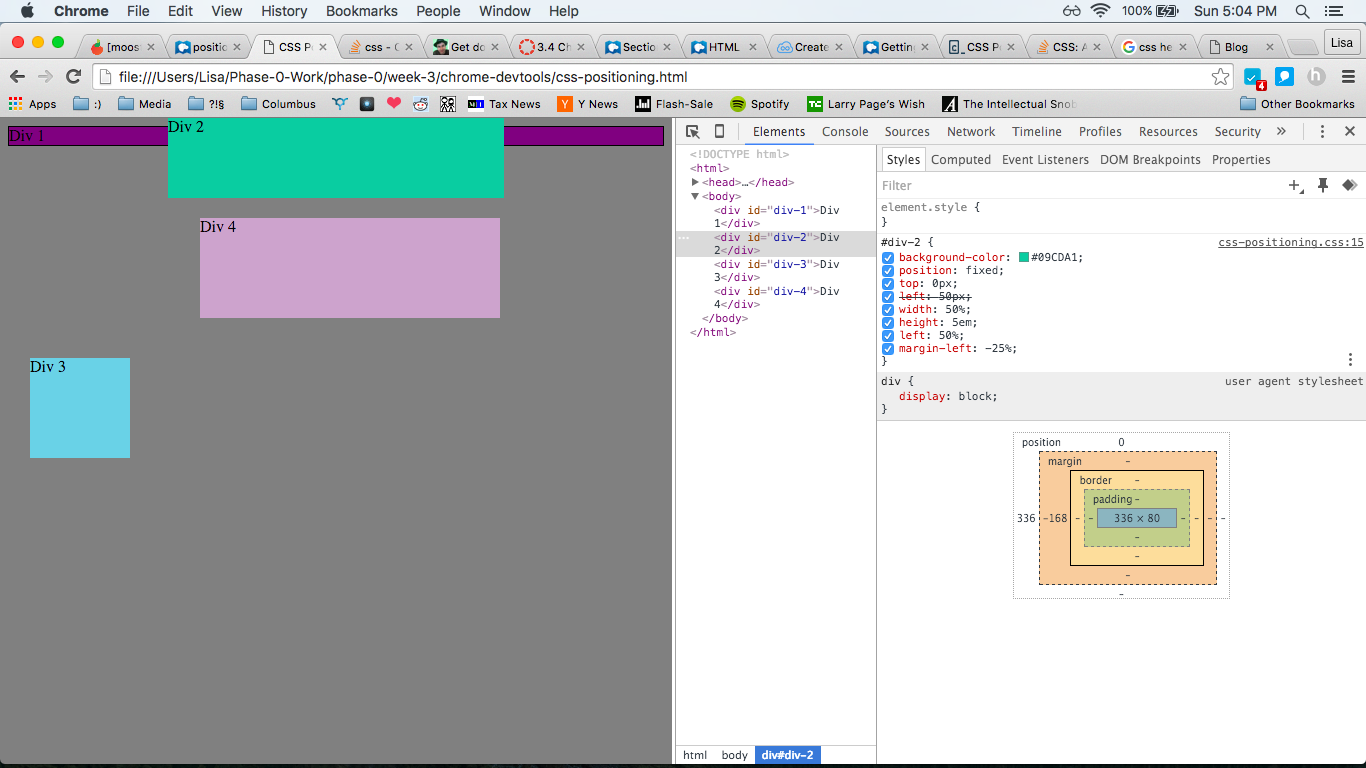 Chrome File Edit View History Bookmarks People Window Help 100% Sun 5:04 PM
[moos positio CSS P css - C Get do 3.4 Ch Sectio HTML Create Getting CSS P CSS: A css he Blog Lisa
file:///Users/Lisa/Phase-0-Work/phase-0/week-3/chrome-devtools/css-positioning.html 4
Apps :) Media ?!§ Columbus Tax News Y News Flash-Sale Spotify Larry Page's Wish The Intellectual Snob Other Bookmarks
Div 1
Div 2
Div 4
Div 3
Elements Console Sources Network Timeline Profiles Resources Security »
<!DOCTYPE html>
<html>
<head>…</head>
<body>
<div id="div-1">Div
1</div>
<div id="div-2">Div
2</div>
<div id="div-3">Div
3</div>
<div id="div-4">Div
4</div>
</body>
</html>
html body div#div-2
Styles Computed Event Listeners DOM Breakpoints Properties
Filter
element.style {
}
#div-2 { css-positioning.css:15
background-color: #09CDA1;
position: fixed;
top: 0px;
left: 50px;
width: 50%;
height: 5em;
left: 50%;
margin-left: -25%;
}
div { user agent stylesheet
display: block;
}
position 0
margin -
border -
padding -
336 -168 - - 336 × 80 - - - -
-
-
-
-